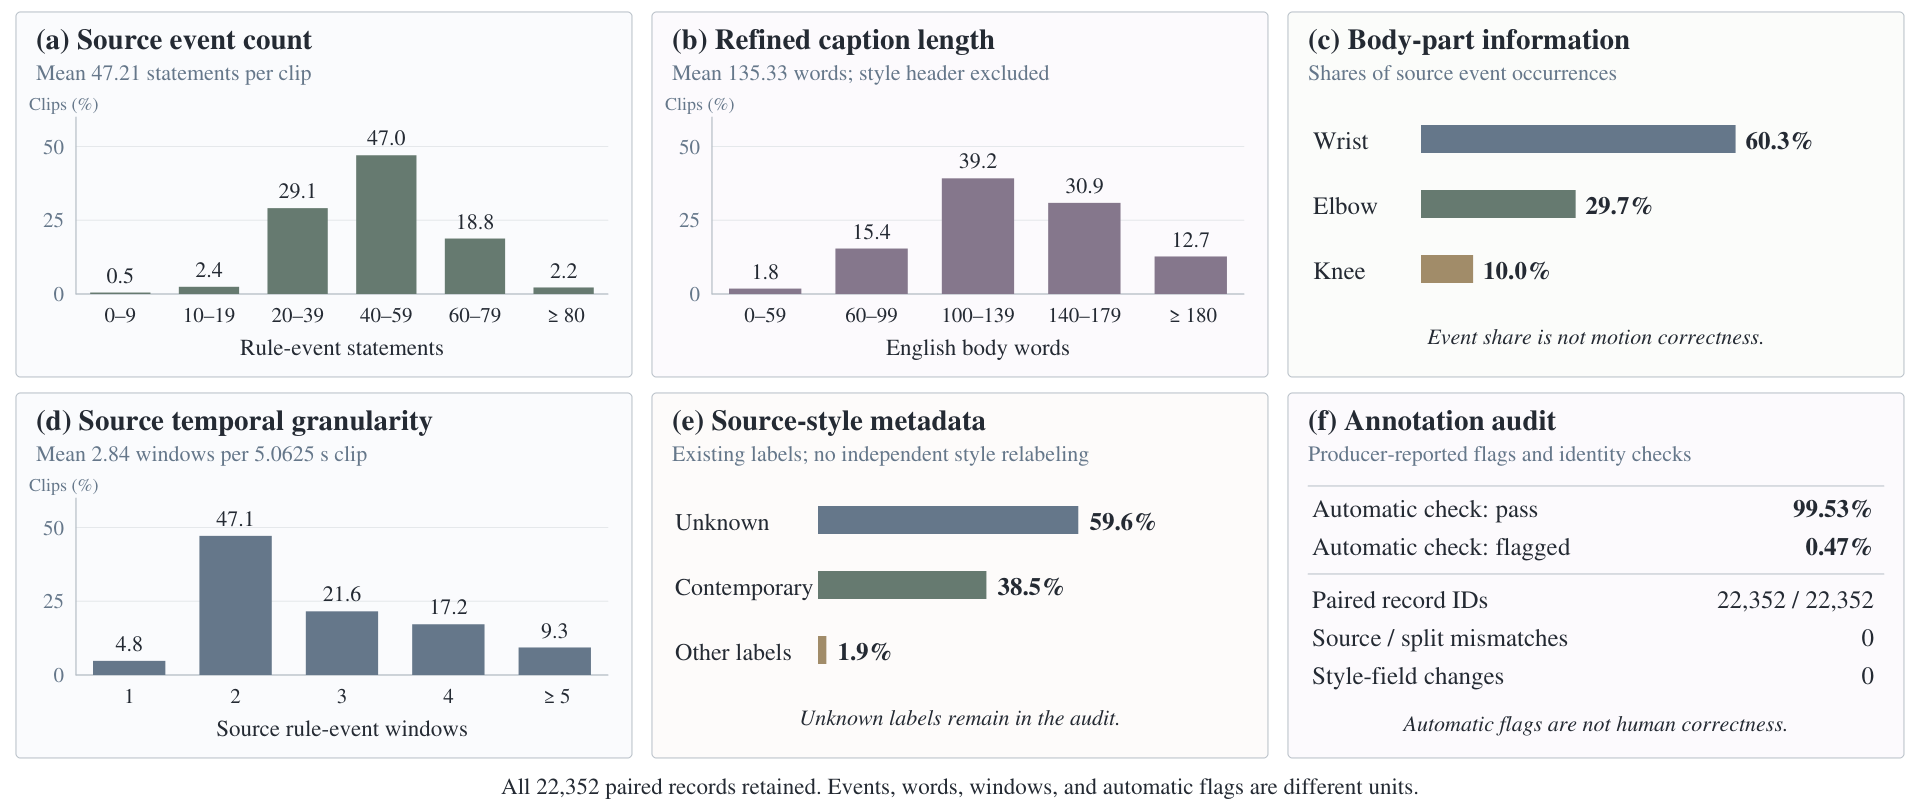 (a) Source event count
Mean 47.21 statements per clip
Clips (%)
50
25
0
0.5
2.4
29.1
47.0
18.8
2.2
0–9
10–19
20–39
40–59
60–79
≥ 80
Rule-event statements
(b) Refined caption length
Mean 135.33 words; style header excluded
Clips (%)
50
25
0
1.8
15.4
39.2
30.9
12.7
0–59
60–99
100–139
140–179
≥ 180
English body words
(c) Body-part information
Shares of source event occurrences
Wrist 60.3%
Elbow 29.7%
Knee 10.0%
Event share is not motion correctness.
(d) Source temporal granularity
Mean 2.84 windows per 5.0625 s clip
Clips (%)
50
25
0
4.8
47.1
21.6
17.2
9.3
1
2
3
4
≥ 5
Source rule-event windows
(e) Source-style metadata
Existing labels; no independent style relabeling
Unknown 59.6%
Contemporary 38.5%
Other labels 1.9%
Unknown labels remain in the audit.
(f) Annotation audit
Producer-reported flags and identity checks
Automatic check: pass 99.53%
Automatic check: flagged 0.47%
Paired record IDs 22,352 / 22,352
Source / split mismatches 0
Style-field changes 0
Automatic flags are not human correctness.
All 22,352 paired records retained. Events, words, windows, and automatic flags are different units.